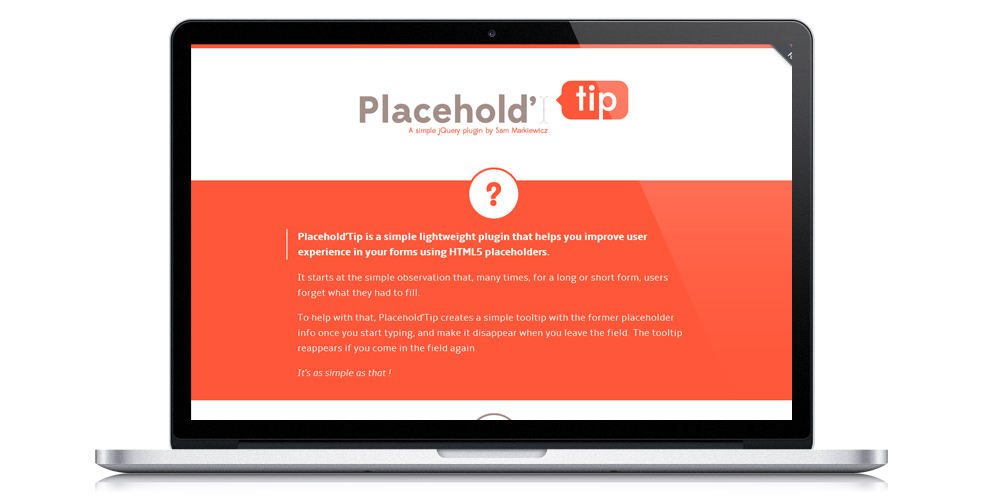 Placehold' tip
A simple jQuery plugin by Sam Markiewicz
?
Placehold'Tip is a simple lightweight plugin that helps you improve user
experience in your forms using HTML5 placeholders.
It starts at the simple observation that, many times, for a long or short form, users
forget what they had to fill.
To help with that, Placehold'Tip creates a simple tooltip with the former placeholder
info once you start typing, and make it disappear when you leave the field. The tooltip
reappears if you come in the field again.
It's as simple as that !